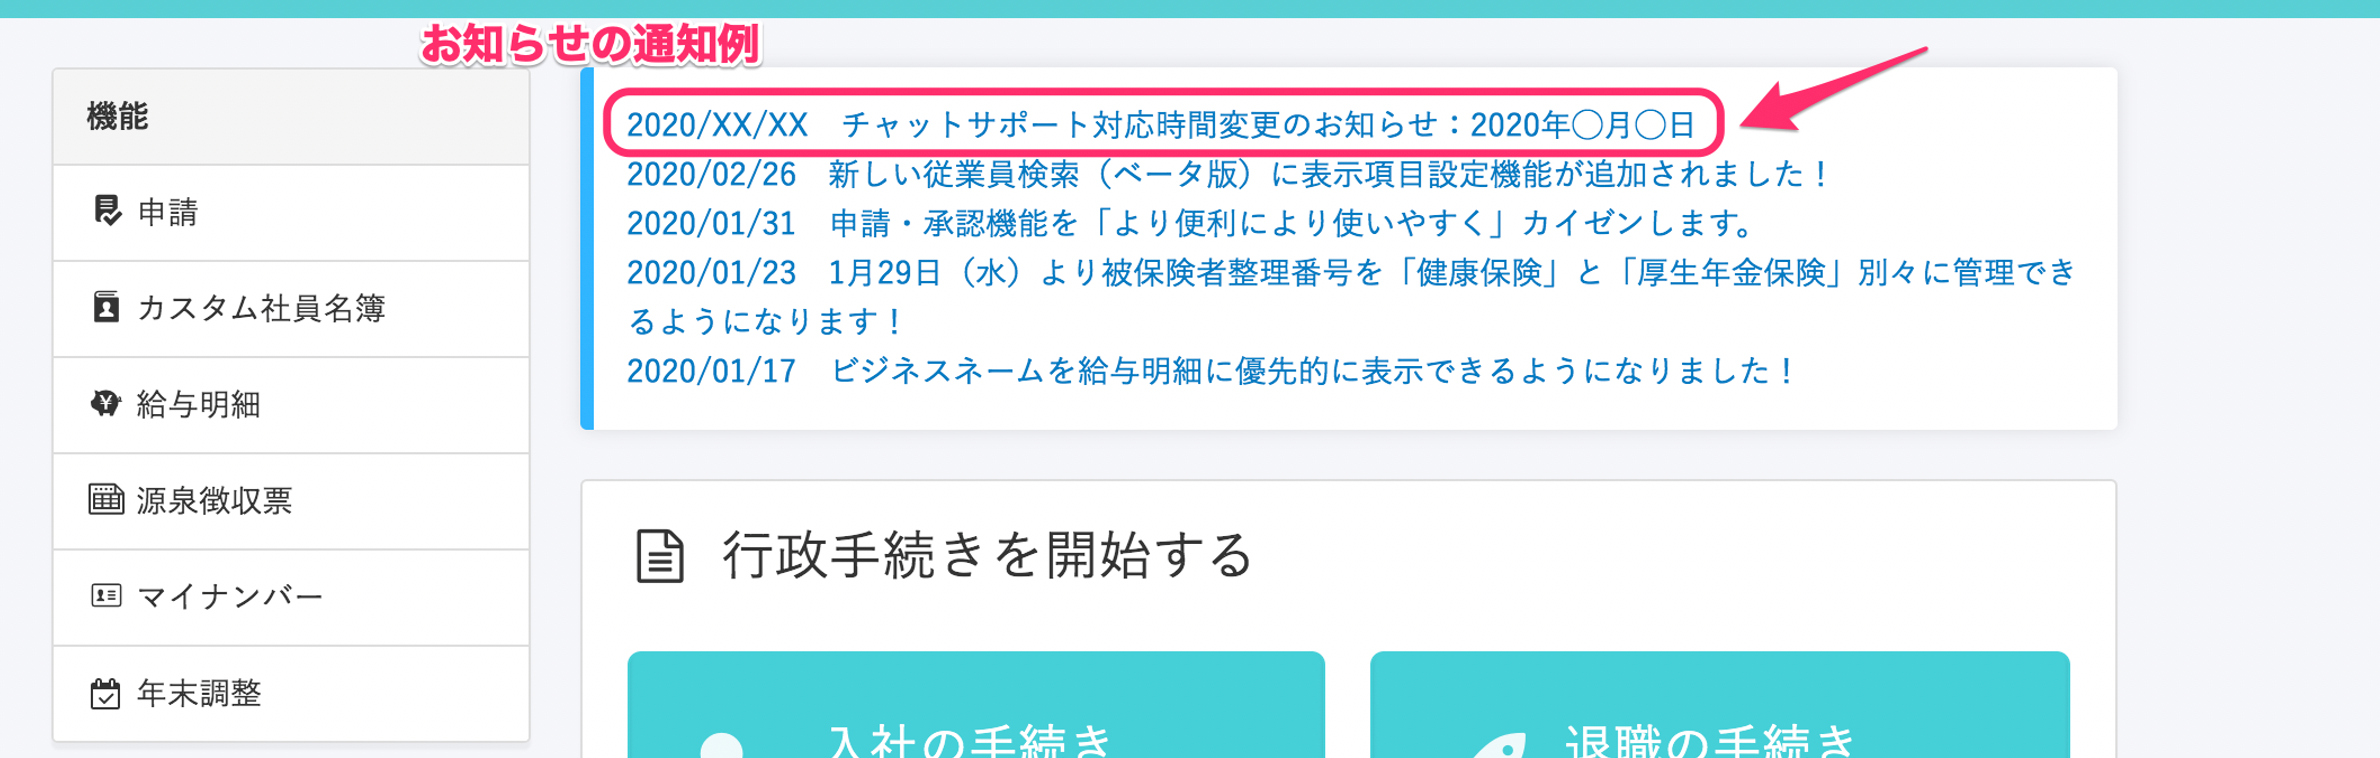 お知らせの通知例
機能
申請
カスタム社員名簿
給与明細
源泉徴収票
マイナンバー
年末調整
2020/XX/XX　チャットサポート対応時間変更のお知らせ：2020年◯月◯日
2020/02/26　新しい従業員検索（ベータ版）に表示項目設定機能が追加されました！
2020/01/31　申請・承認機能を「より便利により使いやすく」カイゼンします。
2020/01/23　1月29日（水）より被保険者整理番号を「健康保険」と「厚生年金保険」別々に管理でき
るようになります！
2020/01/17　ビジネスネームを給与明細に優先的に表示できるようになりました！
行政手続きを開始する
入社の手続き
退職の手続き